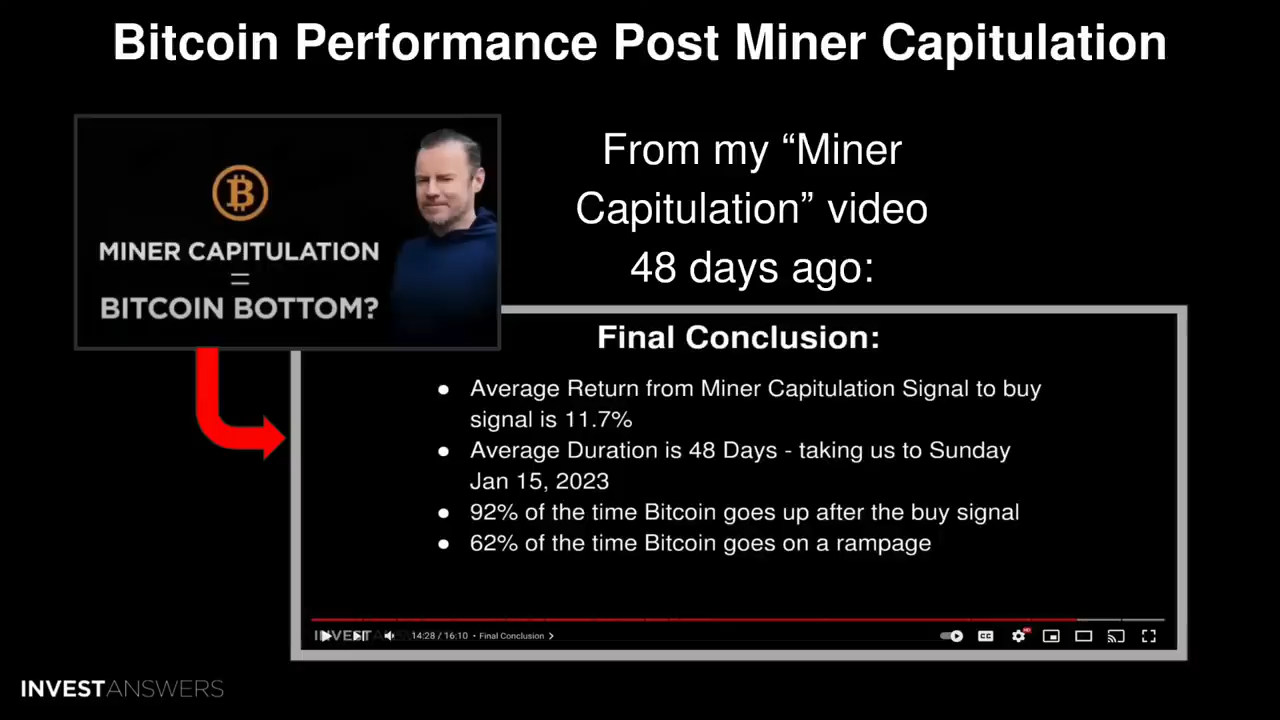 Bitcoin Performance Post Miner Capitulation
MINER CAPITULATION
=
BITCOIN BOTTOM?
From my “Miner
Capitulation” video
48 days ago:
Final Conclusion:
● Average Return from Miner Capitulation Signal to buy
signal is 11.7%
● Average Duration is 48 Days - taking us to Sunday
Jan 15, 2023
● 92% of the time Bitcoin goes up after the buy signal
● 62% of the time Bitcoin goes on a rampage
INVEST
14:28 / 16:10 • Final Conclusion >
CC
HD
INVESTANSWERS